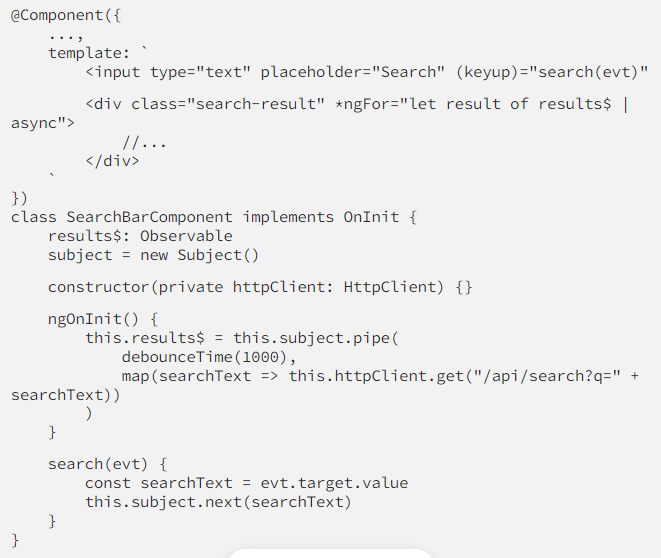 @Component({
    ...,
    template: `
        <input type="text" placeholder="Search" (keyup)="search(evt)"
        <div class="search-result" *ngFor="let result of results$ |
async">
            //...
        </div>
    `
})
class SearchBarComponent implements OnInit {
    results$: Observable
    subject = new Subject()
    constructor(private httpClient: HttpClient) {}
    ngOnInit() {
        this.results$ = this.subject.pipe(
            debounceTime(1000),
            map(searchText => this.httpClient.get("/api/search?q=" +
searchText))
        )
    }
    search(evt) {
        const searchText = evt.target.value
        this.subject.next(searchText)
    }
}